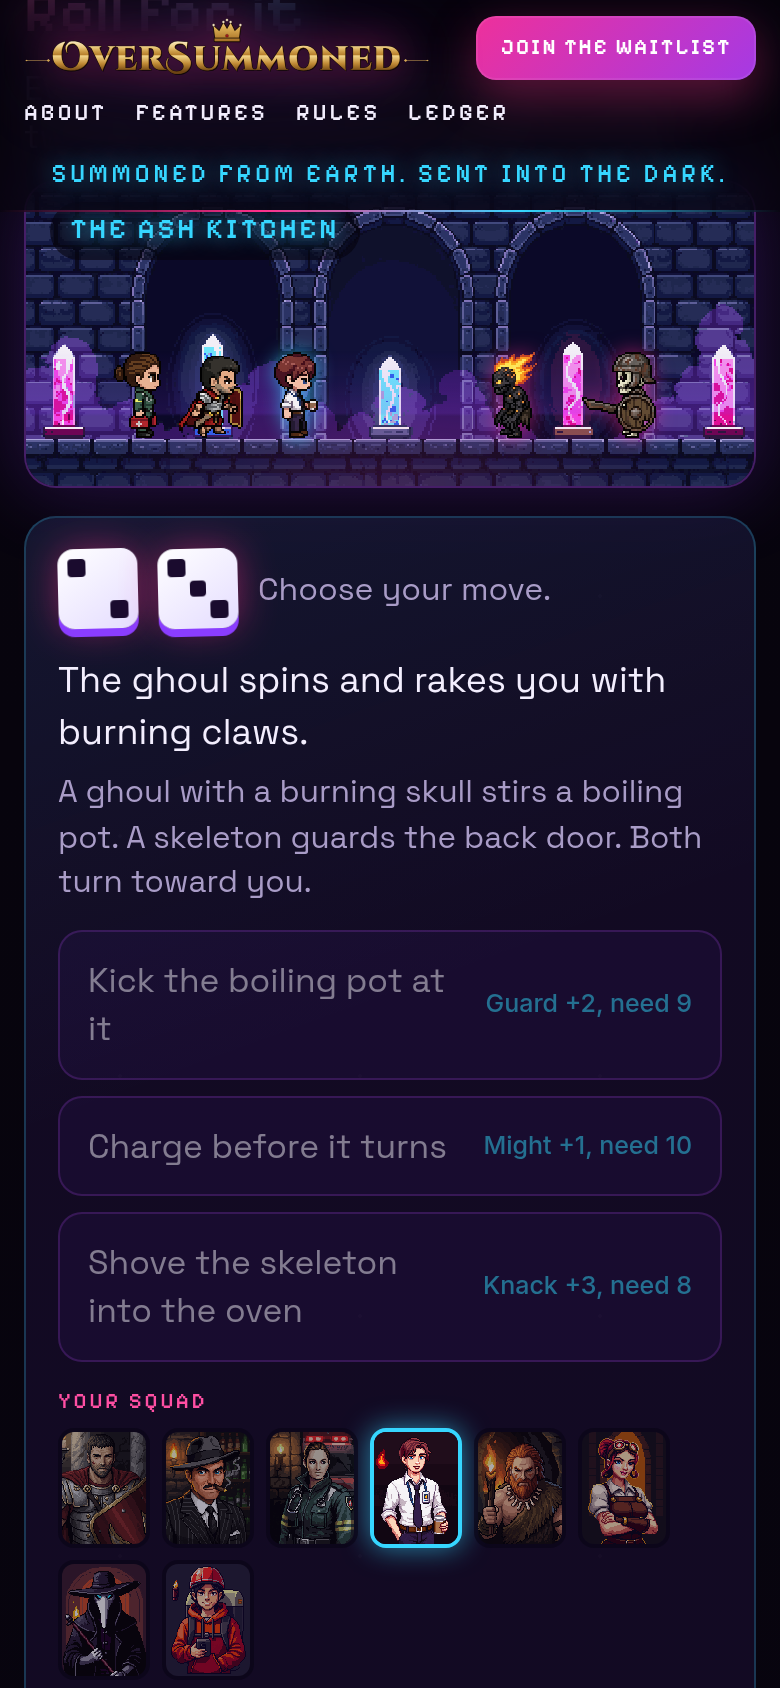 Roll For it
OVERSUMMONED
JOIN THE WAITLIST
ABOUT FEATURES RULES LEDGER
SUMMONED FROM EARTH. SENT INTO THE DARK.
THE ASH KITCHEN
Choose your move.
The ghoul spins and rakes you with
burning claws.
A ghoul with a burning skull stirs a boiling
pot. A skeleton guards the back door. Both
turn toward you.
Kick the boiling pot at
it
Guard +2, need 9
Charge before it turns
Might +1, need 10
Shove the skeleton
into the oven
Knack +3, need 8
YOUR SQUAD